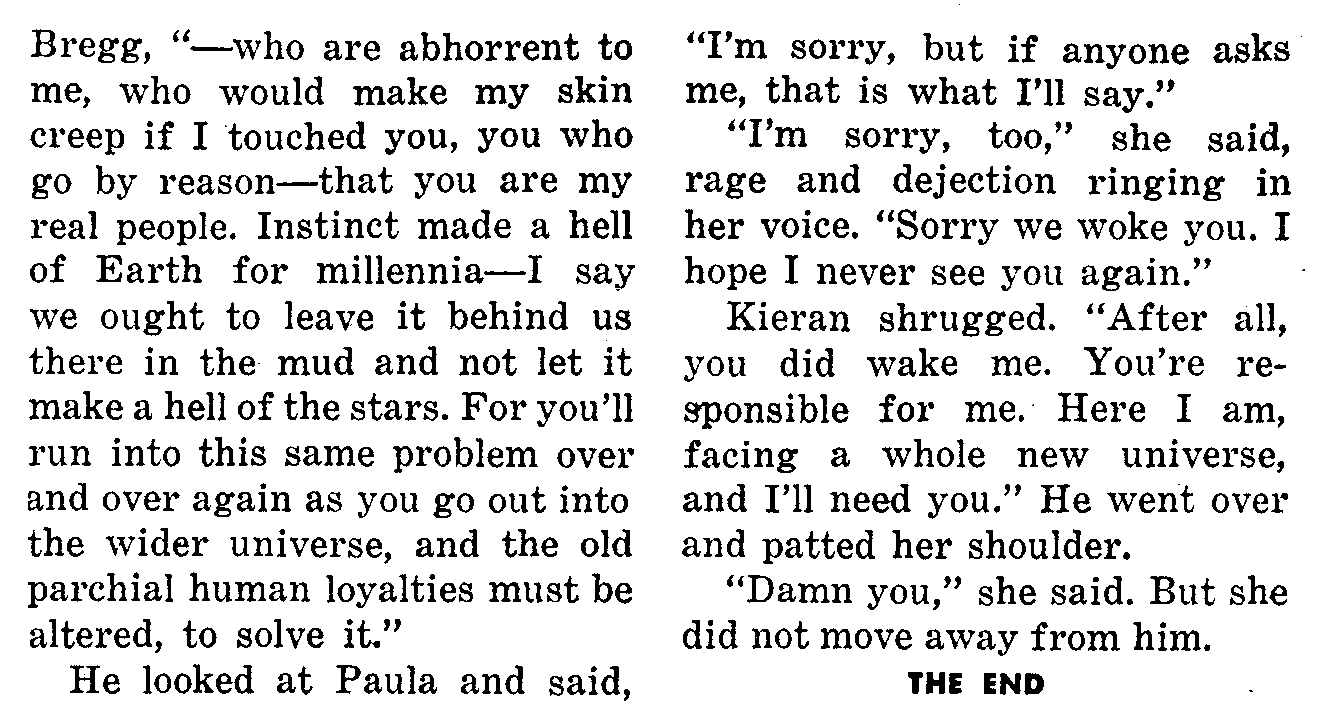 Bregg, “—who are abhorrent to
me, who would make my skin
creep if I touched you, you who
go by reason—that you are my
real people. Instinct made a hell
of Earth for millennia—I say
we ought to leave it behind us
there in the mud and not let it
make a hell of the stars. For you’ll
run into this same problem over
and over again as you go out into
the wider universe, and the old
parchial human loyalties must be
altered, to solve it.”
He looked at Paula and said,
“I’m sorry, but if anyone asks
me, that is what I’ll say.”
“I’m sorry, too,” she said,
rage and dejection ringing in
her voice. “Sorry we woke you. I
hope I never see you again.”
Kieran shrugged. “After all,
you did wake me. You’re re-
sponsible for me. Here I am,
facing a whole new universe,
and I’ll need you.” He went over
and patted her shoulder.
“Damn you,” she said. But she
did not move away from him.
THE END